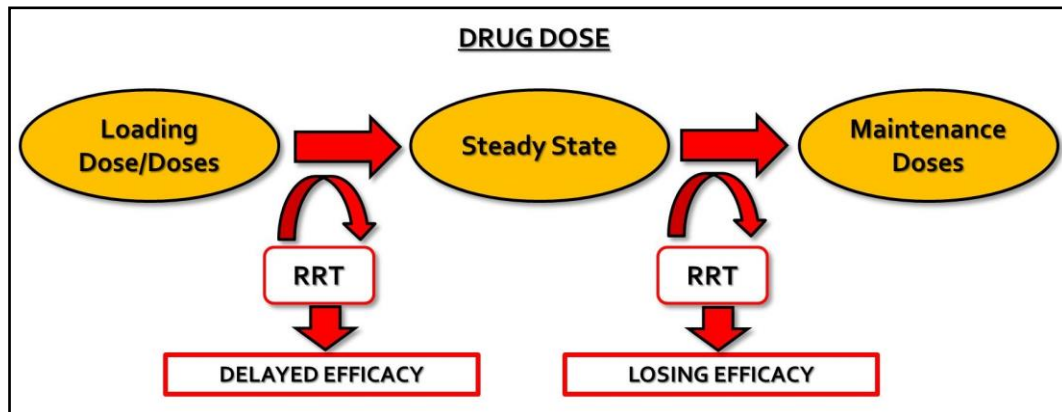 DRUG DOSE
Loading
Dose/Doses
Steady State
Maintenance
Doses
RRT
RRT
DELAYED EFFICACY
LOSING EFFICACY